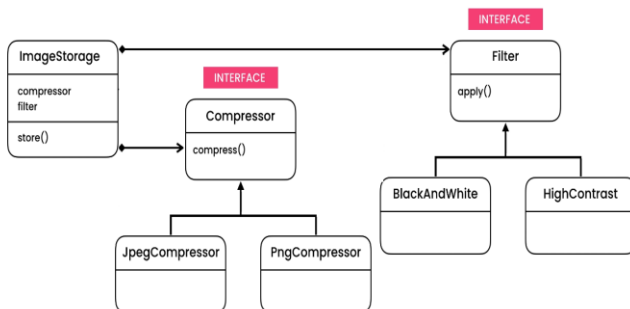 INTERFACE
ImageStorage
Filter
INTERFACE
compressor
filter
apply()
Compressor
store()
compress()
BlackAndWhite
HighContrast
JpegCompressor
PngCompressor